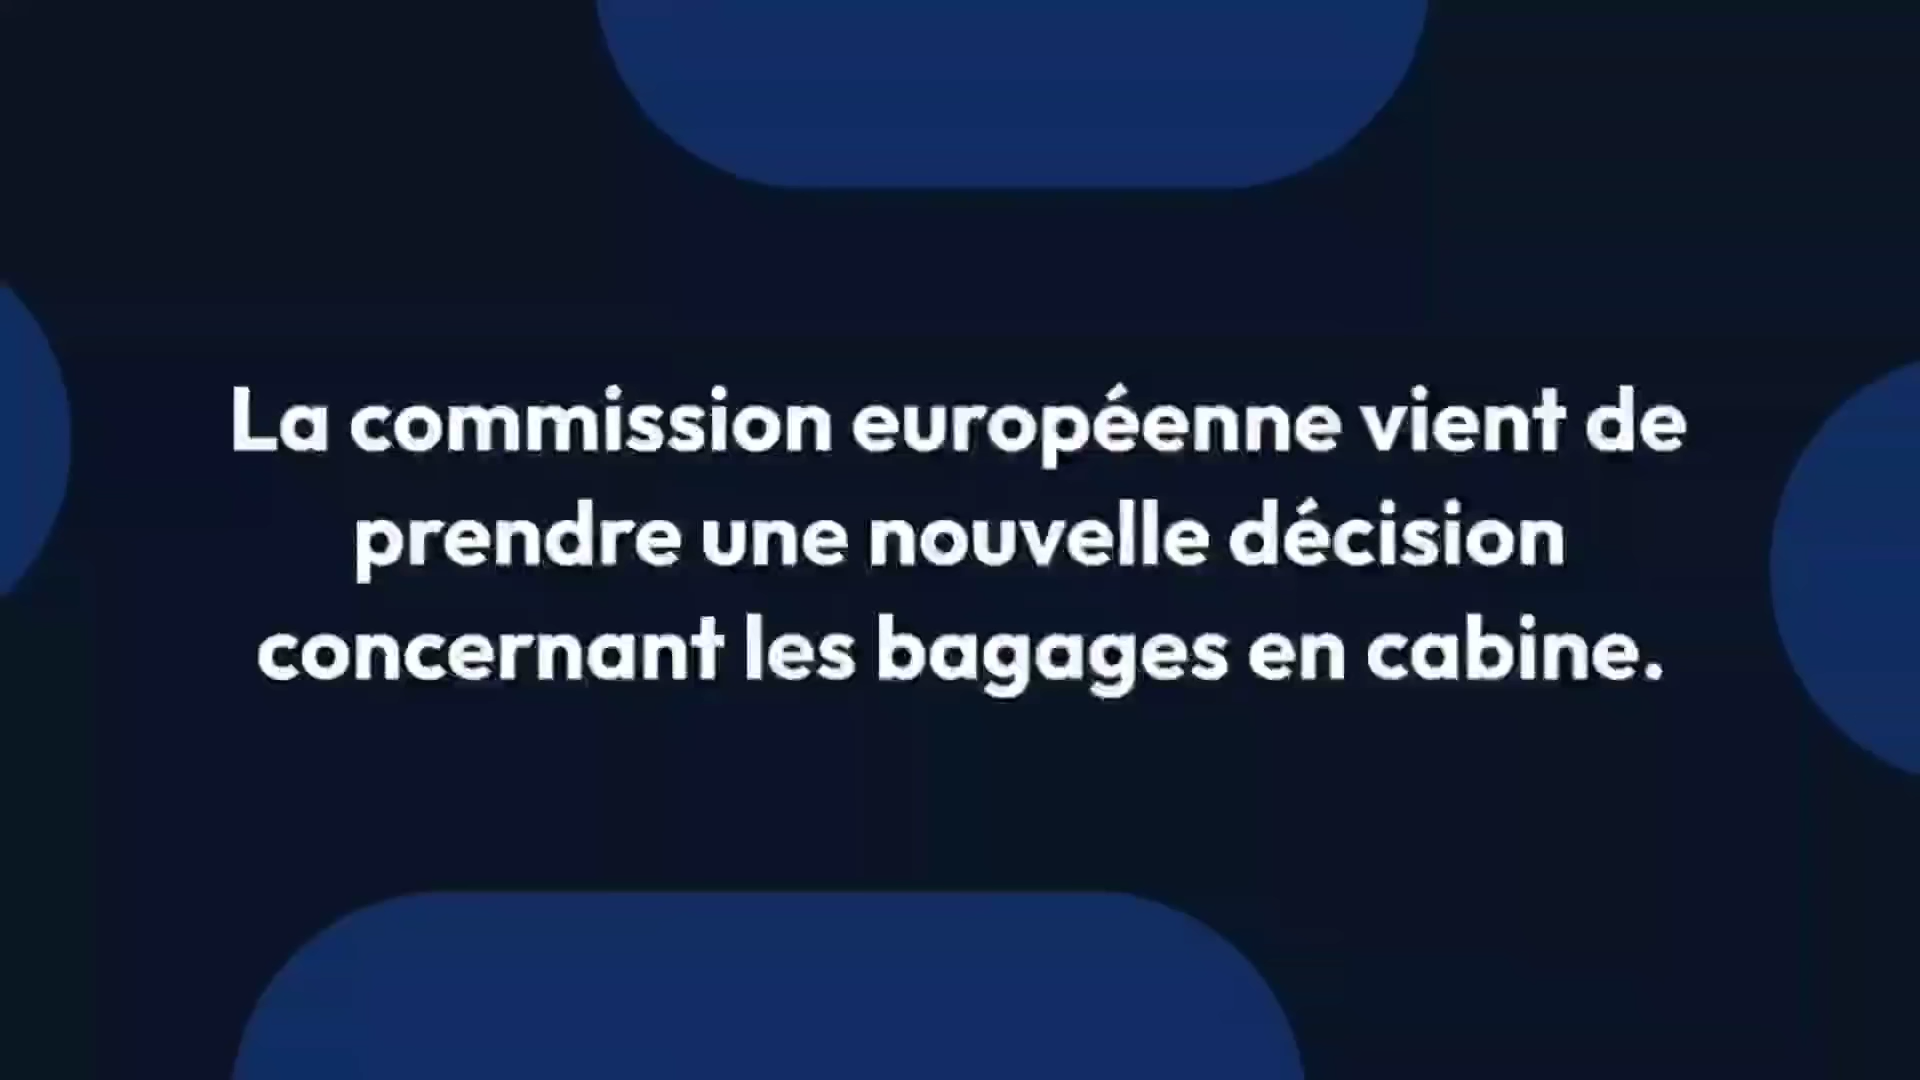 La commission européenne vient de
prendre une nouvelle décision
concernant les bagages en cabine.